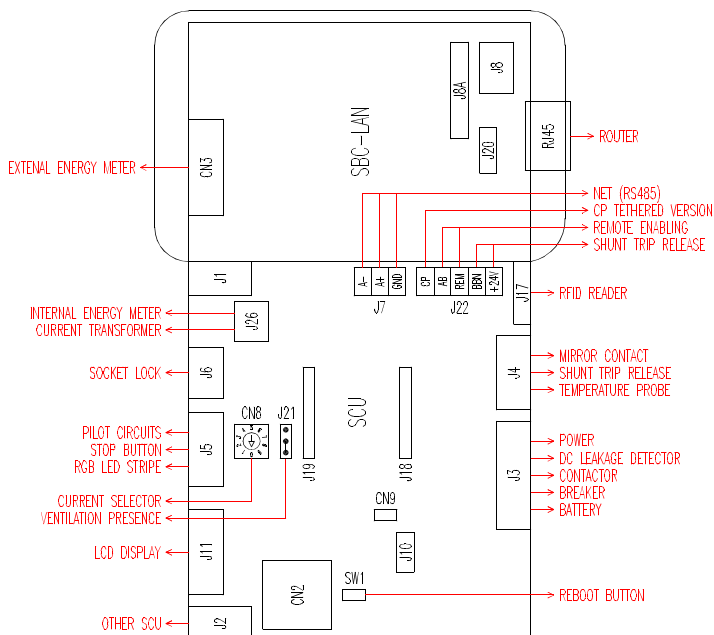 J8
J8A
RJ45
ROUTER
SBC-LAN
J20
EXTENAL ENERGY METER
CN3
NET (RS485)
CP TETHERED VERSION
REMOTE ENABLING
SHUNT TRIP RELEASE
J1
A-
A+
GND
CP
AB
REM
BBN
+24V
J17
RFID READER
J7
J22
INTERNAL ENERGY METER
CURRENT TRANSFORMER
J26
SOCKET LOCK
J6
J4
MIRROR CONTACT
SHUNT TRIP RELEASE
TEMPERATURE PROBE
CN8
J21
SCU
PILOT CIRCUITS
STOP BUTTON
RGB LED STRIPE
J5
J19
J18
J3
POWER
DC LEAKAGE DETECTOR
CONTACTOR
BREAKER
BATTERY
CURRENT SELECTOR
VENTILATION PRESENCE
CN9
LCD DISPLAY
J11
J10
CN2
SW1
REBOOT BUTTON
OTHER SCU
J2